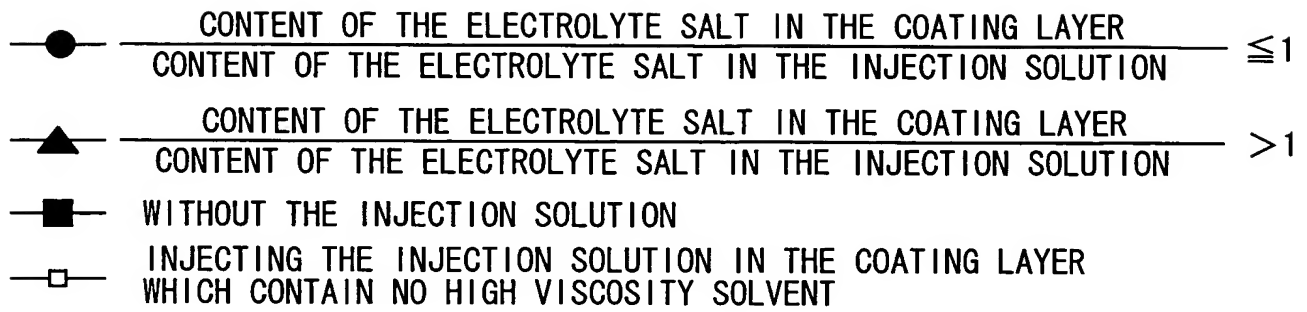 CONTENT OF THE ELECTROLYTE SALT IN THE COATING LAYER
CONTENT OF THE ELECTROLYTE SALT IN THE INJECTION SOLUTION ≦1
CONTENT OF THE ELECTROLYTE SALT IN THE COATING LAYER
CONTENT OF THE ELECTROLYTE SALT IN THE INJECTION SOLUTION >1
WITHOUT THE INJECTION SOLUTION
INJECTING THE INJECTION SOLUTION IN THE COATING LAYER
WHICH CONTAIN NO HIGH VISCOSITY SOLVENT